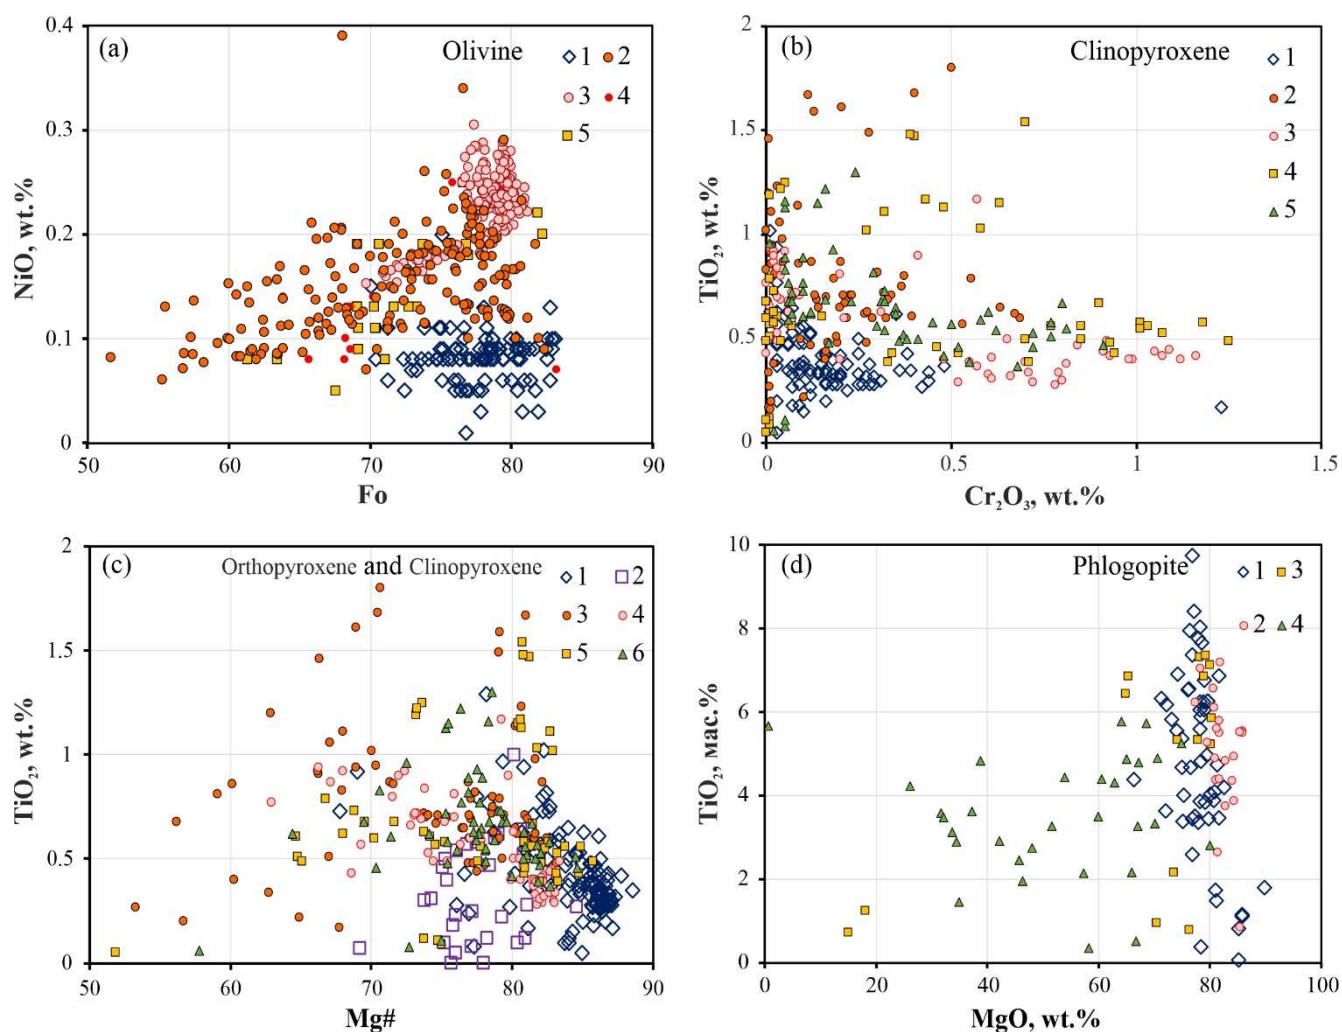 (a) Olivine
1 2
3 4
5
0.4
0.3
0.2
0.1
0
50 60 70 80 90
NiO, wt.%
Fo
(b) Clinopyroxene
1
2
3
4
5
2
1.5
1
0.5
0
0 0.5 1 1.5
TiO₂, wt.%
Cr₂O₃, wt.%
(c) Orthopyroxene and Clinopyroxene
1 2
3 4
5 6
2
1.5
1
0.5
0
50 60 70 80 90
TiO₂, wt.%
Mg#
(d) Phlogopite
1 3
2 4
10
8
6
4
2
0
0 20 40 60 80 100
TiO₂, мас.%
MgO, wt.%